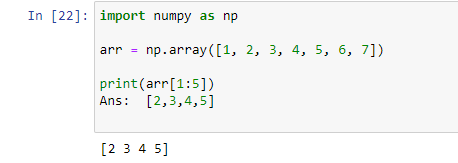 In [22]: import numpy as np
arr = np.array([1, 2, 3, 4, 5, 6, 7])
print(arr[1:5])
Ans:  [2,3,4,5]
[2 3 4 5]